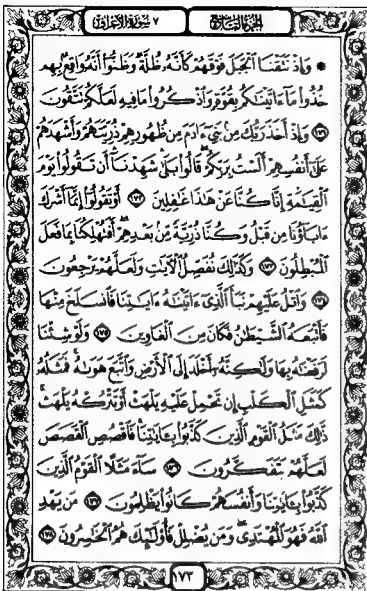 سورة الأعراف ٧ الجزء التاسع
۞ وَإِذْ نَتَقْنَا ٱلْجَبَلَ فَوْقَهُمْ كَأَنَّهُۥ ظُلَّةٌ وَظَنُّوٓا۟ أَنَّهُۥ وَاقِعٌۢ بِهِمْ
خُذُوا۟ مَآ ءَاتَيْنَٰكُم بِقُوَّةٍ وَٱذْكُرُوا۟ مَا فِيهِ لَعَلَّكُمْ تَتَّقُونَ
١٧١ وَإِذْ أَخَذَ رَبُّكَ مِنۢ بَنِىٓ ءَادَمَ مِن ظُهُورِهِمْ ذُرِّيَّتَهُمْ وَأَشْهَدَهُمْ
عَلَىٰٓ أَنفُسِهِمْ أَلَسْتُ بِرَبِّكُمْ ۖ قَالُوا۟ بَلَىٰ ۛ شَهِدْنَآ ۛ أَن تَقُولُوا۟ يَوْمَ
ٱلْقِيَٰمَةِ إِنَّا كُنَّا عَنْ هَٰذَا غَٰفِلِينَ ١٧٢ أَوْ تَقُولُوٓا۟ إِنَّمَآ أَشْرَكَ
ءَابَآؤُنَا مِن قَبْلُ وَكُنَّا ذُرِّيَّةً مِّنۢ بَعْدِهِمْ ۖ أَفَتُهْلِكُنَا بِمَا فَعَلَ
ٱلْمُبْطِلُونَ ١٧٣ وَكَذَٰلِكَ نُفَصِّلُ ٱلْءَايَٰتِ وَلَعَلَّهُمْ يَرْجِعُونَ
١٧٤ وَٱتْلُ عَلَيْهِمْ نَبَأَ ٱلَّذِىٓ ءَاتَيْنَٰهُ ءَايَٰتِنَا فَٱنسَلَخَ مِنْهَا
فَأَتْبَعَهُ ٱلشَّيْطَٰنُ فَكَانَ مِنَ ٱلْغَاوِينَ ١٧٥ وَلَوْ شِئْنَا
لَرَفَعْنَٰهُ بِهَا وَلَٰكِنَّهُۥٓ أَخْلَدَ إِلَى ٱلْأَرْضِ وَٱتَّبَعَ هَوَىٰهُ ۚ فَمَثَلُهُۥ
كَمَثَلِ ٱلْكَلْبِ إِن تَحْمِلْ عَلَيْهِ يَلْهَثْ أَوْ تَتْرُكْهُ يَلْهَث ۚ
ذَّٰلِكَ مَثَلُ ٱلْقَوْمِ ٱلَّذِينَ كَذَّبُوا۟ بِـَٔايَٰتِنَا ۚ فَٱقْصُصِ ٱلْقَصَصَ
لَعَلَّهُمْ يَتَفَكَّرُونَ ١٧٦ سَآءَ مَثَلًا ٱلْقَوْمُ ٱلَّذِينَ
كَذَّبُوا۟ بِـَٔايَٰتِنَا وَأَنفُسَهُمْ كَانُوا۟ يَظْلِمُونَ ١٧٧ مَن يَهْدِ
ٱللَّهُ فَهُوَ ٱلْمُهْتَدِى ۖ وَمَن يُضْلِلْ فَأُو۟لَٰٓئِكَ هُمُ ٱلْخَٰسِرُونَ ١٧٨
١٧٣